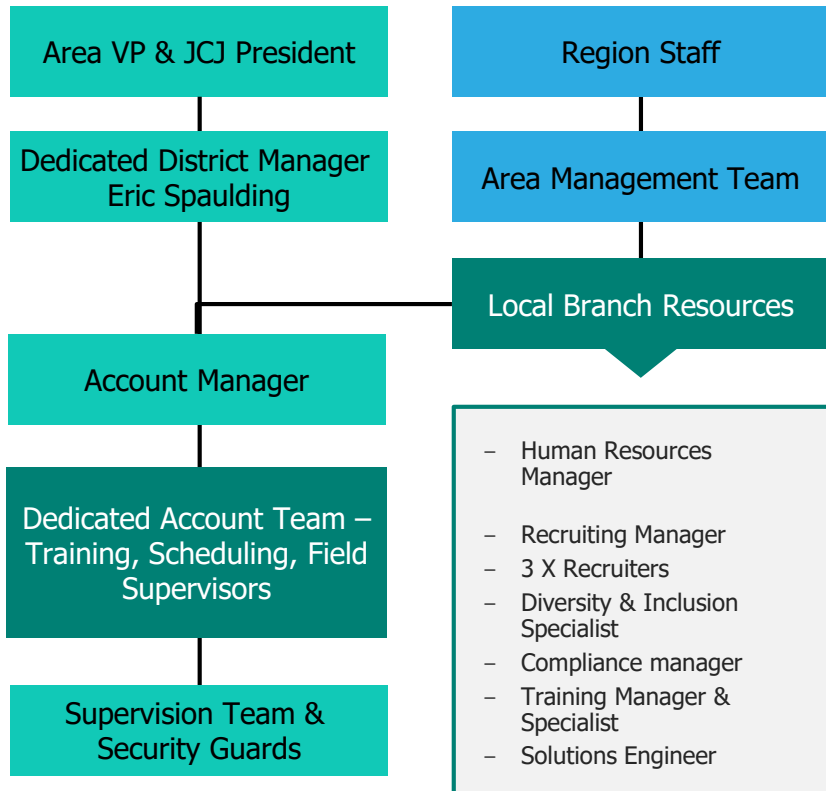 Area VP & JCJ President
Region Staff
Dedicated District Manager
Eric Spaulding
Area Management Team
Local Branch Resources
Account Manager
Dedicated Account Team –
Training, Scheduling, Field
Supervisors
Supervision Team &
Security Guards
– Human Resources
Manager
– Recruiting Manager
– 3 X Recruiters
– Diversity & Inclusion
Specialist
– Compliance manager
– Training Manager &
Specialist
– Solutions Engineer